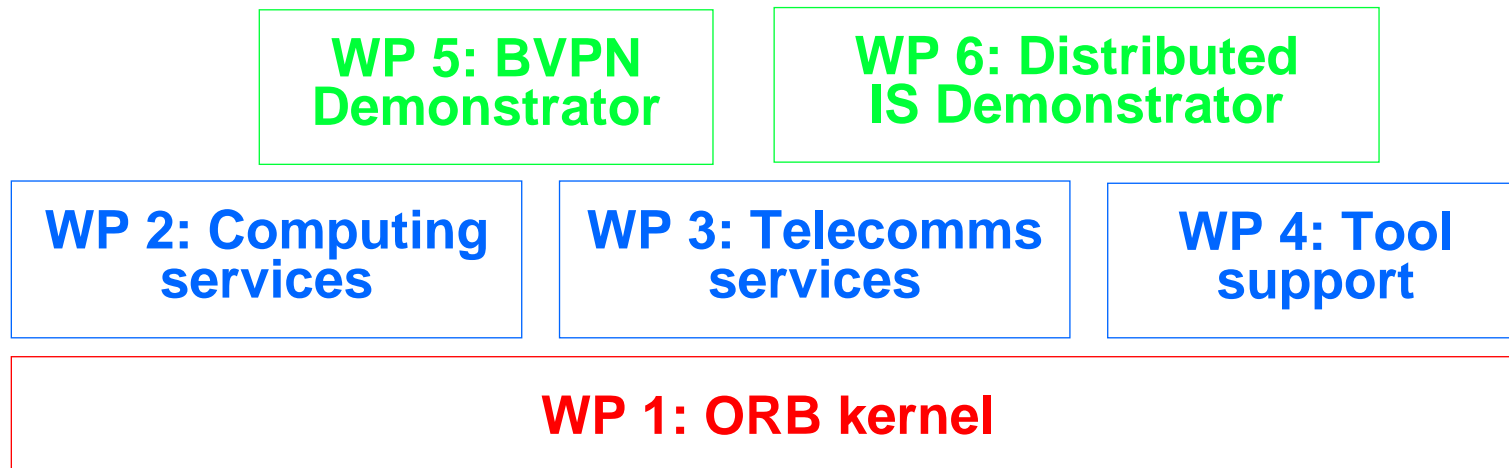 WP 5: BVPN
Demonstrator
WP 6: Distributed
IS Demonstrator
WP 2: Computing
services
WP 3: Telecomms
services
WP 4: Tool
support
WP 1: ORB kernel